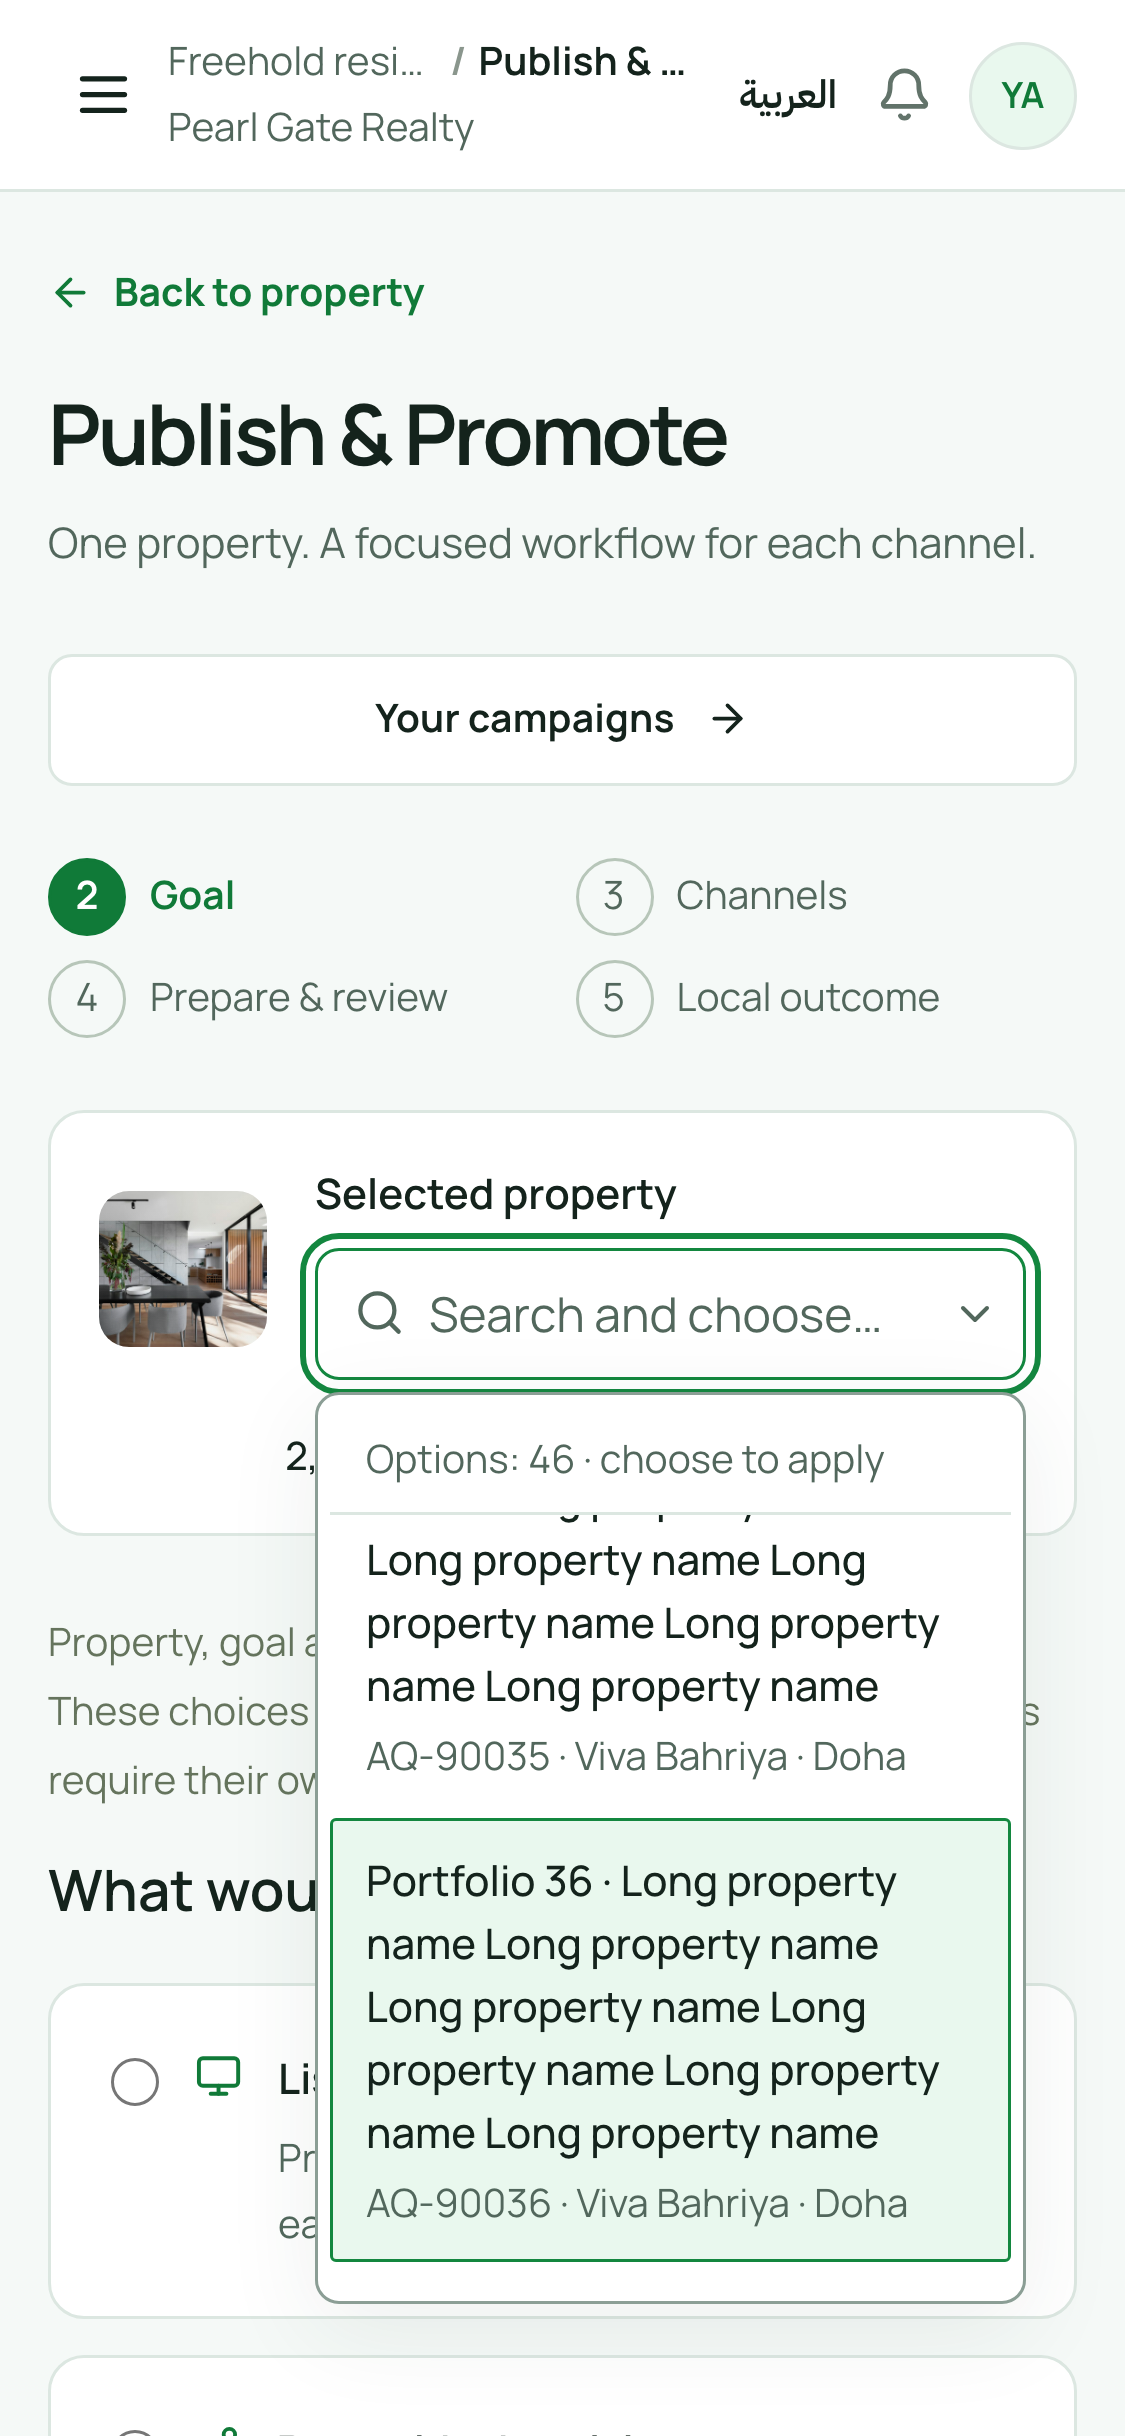 Freehold resi... / Publish & ...
Pearl Gate Realty
العربية
YA
Back to property
Publish & Promote
One property. A focused workflow for each channel.
Your campaigns
2 Goal
3 Channels
4 Prepare & review
5 Local outcome
Selected property
Search and choose...
2,
Options: 46 · choose to apply
Long property name Long
property name Long property
name Long property name
AQ-90035 · Viva Bahriya · Doha
Portfolio 36 · Long property
name Long property name
Long property name Long
property name Long property
name Long property name
AQ-90036 · Viva Bahriya · Doha
Property, goal
These choices
require their
What